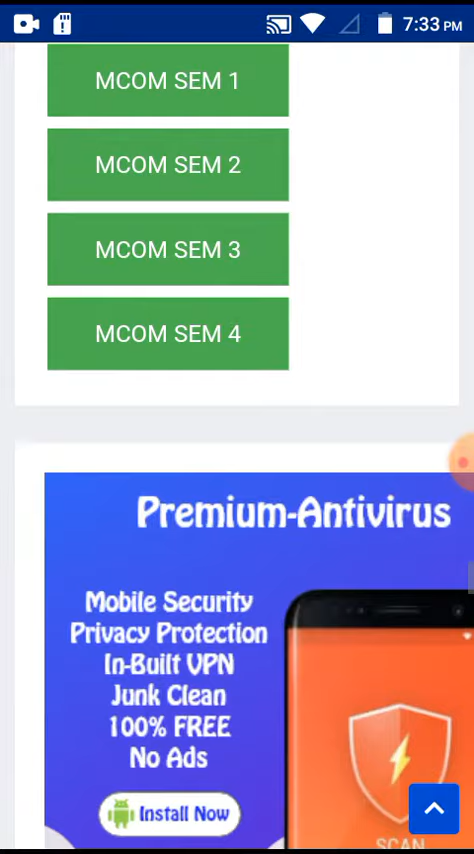 7:33 PM
MCOM SEM 1
MCOM SEM 2
MCOM SEM 3
MCOM SEM 4
Premium-Antivirus
Mobile Security
Privacy Protection
In-Built VPN
Junk Clean
100% FREE
No Ads
Install Now
SCAN